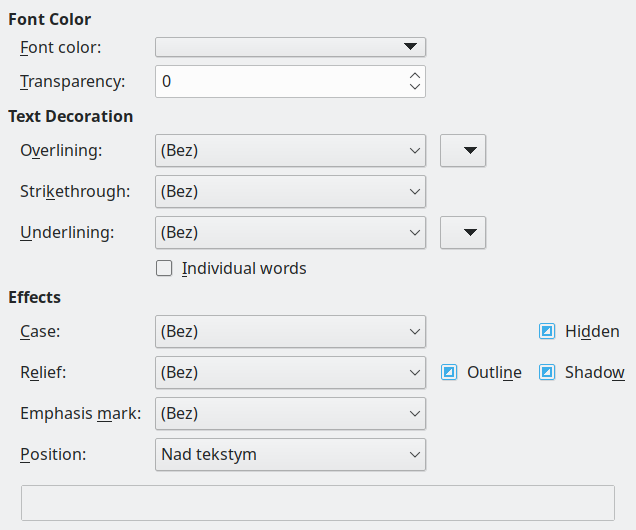 Font Color
Font color:
Transparency: 0
Text Decoration
Overlining: (Bez)
Strikethrough: (Bez)
Underlining: (Bez)
Individual words
Effects
Case: (Bez) Hidden
Relief: (Bez) Outline Shadow
Emphasis mark: (Bez)
Position: Nad tekstym